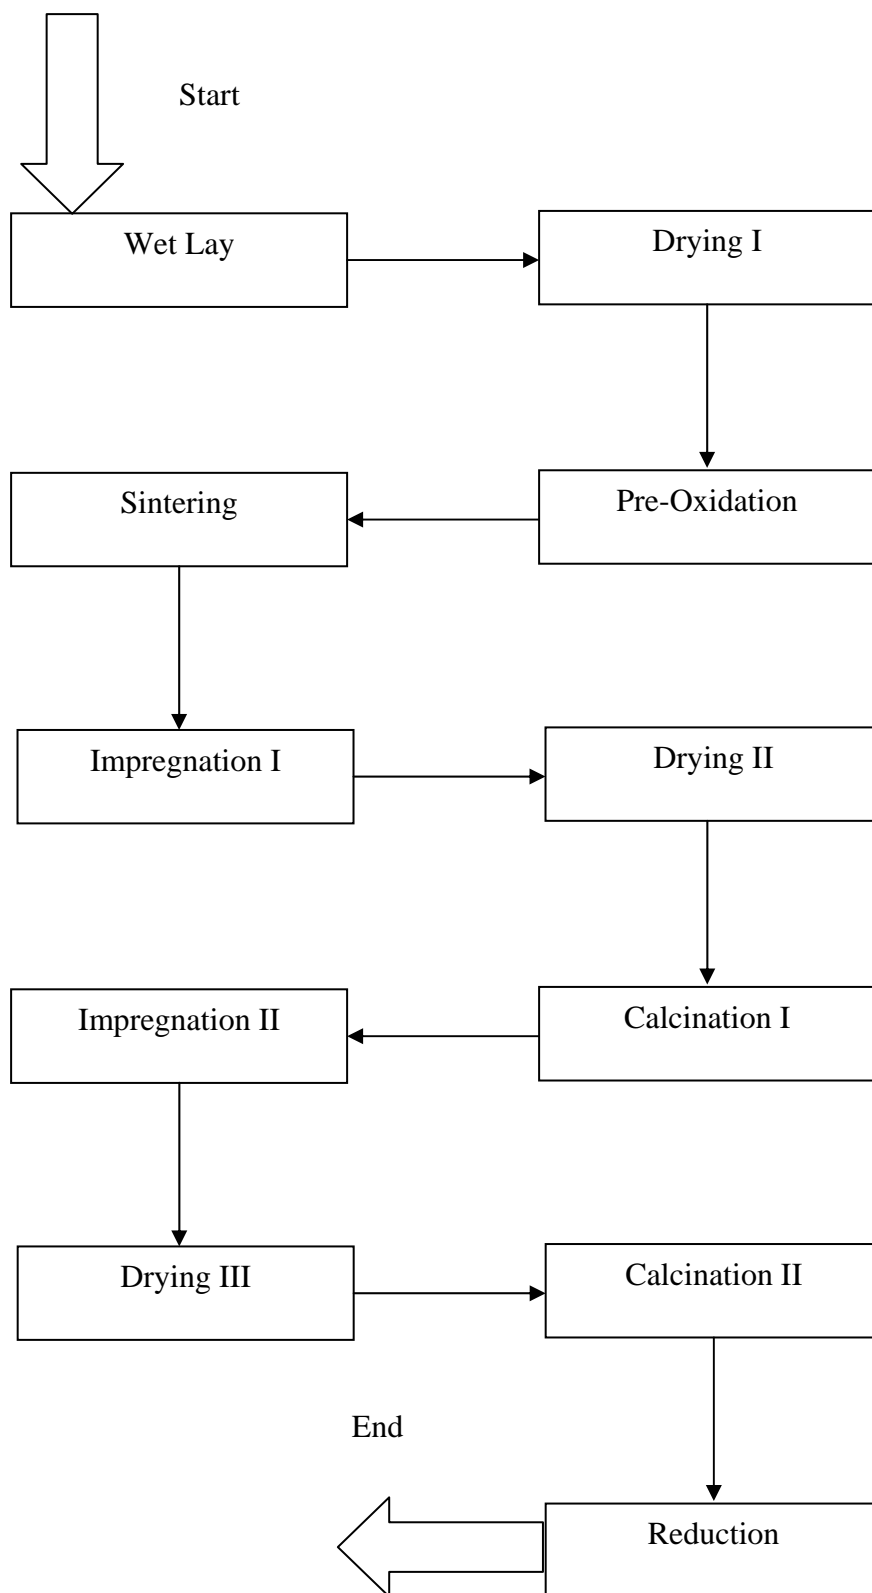 Start
Wet Lay
Drying I
Pre-Oxidation
Sintering
Impregnation I
Drying II
Calcination I
Impregnation II
Drying III
Calcination II
End
Reduction